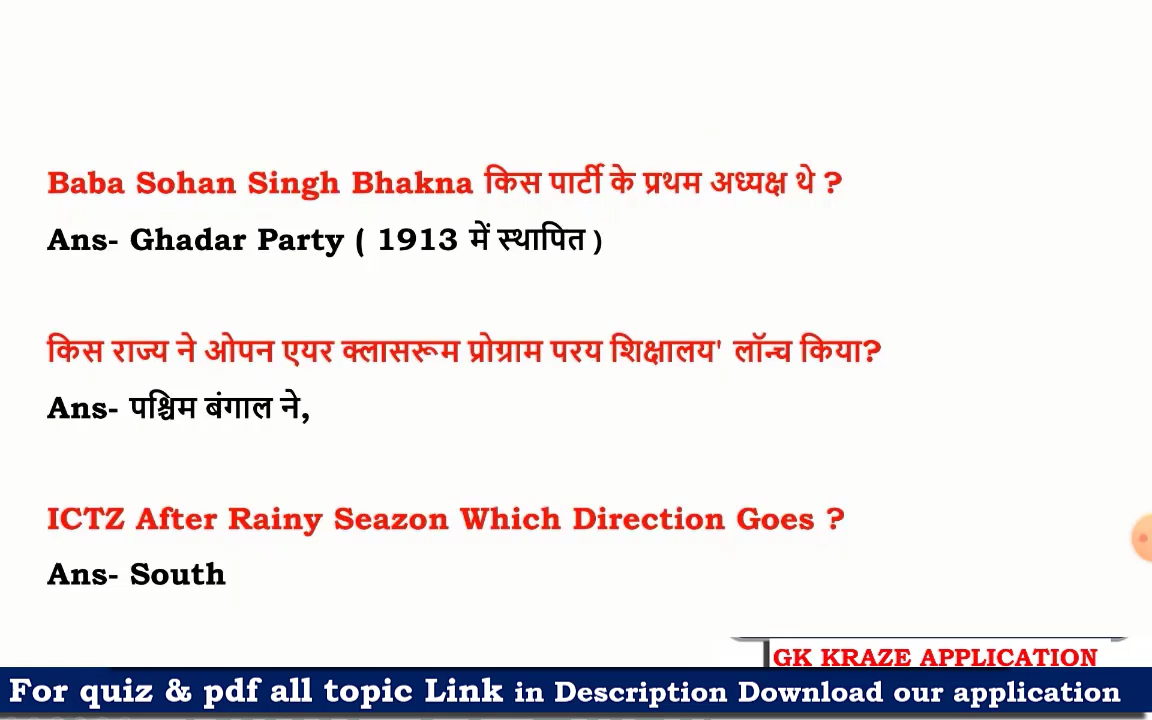 Baba Sohan Singh Bhakna किस पार्टी के प्रथम अध्यक्ष थे ?
Ans- Ghadar Party ( 1913 में स्थापित )
किस राज्य ने ओपन एयर क्लासरूम प्रोग्राम परय शिक्षालय' लॉन्च किया?
Ans- पश्चिम बंगाल ने,
ICTZ After Rainy Seazon Which Direction Goes ?
Ans- South
GK KRAZE APPLICATION
For quiz & pdf all topic Link in Description Download our application